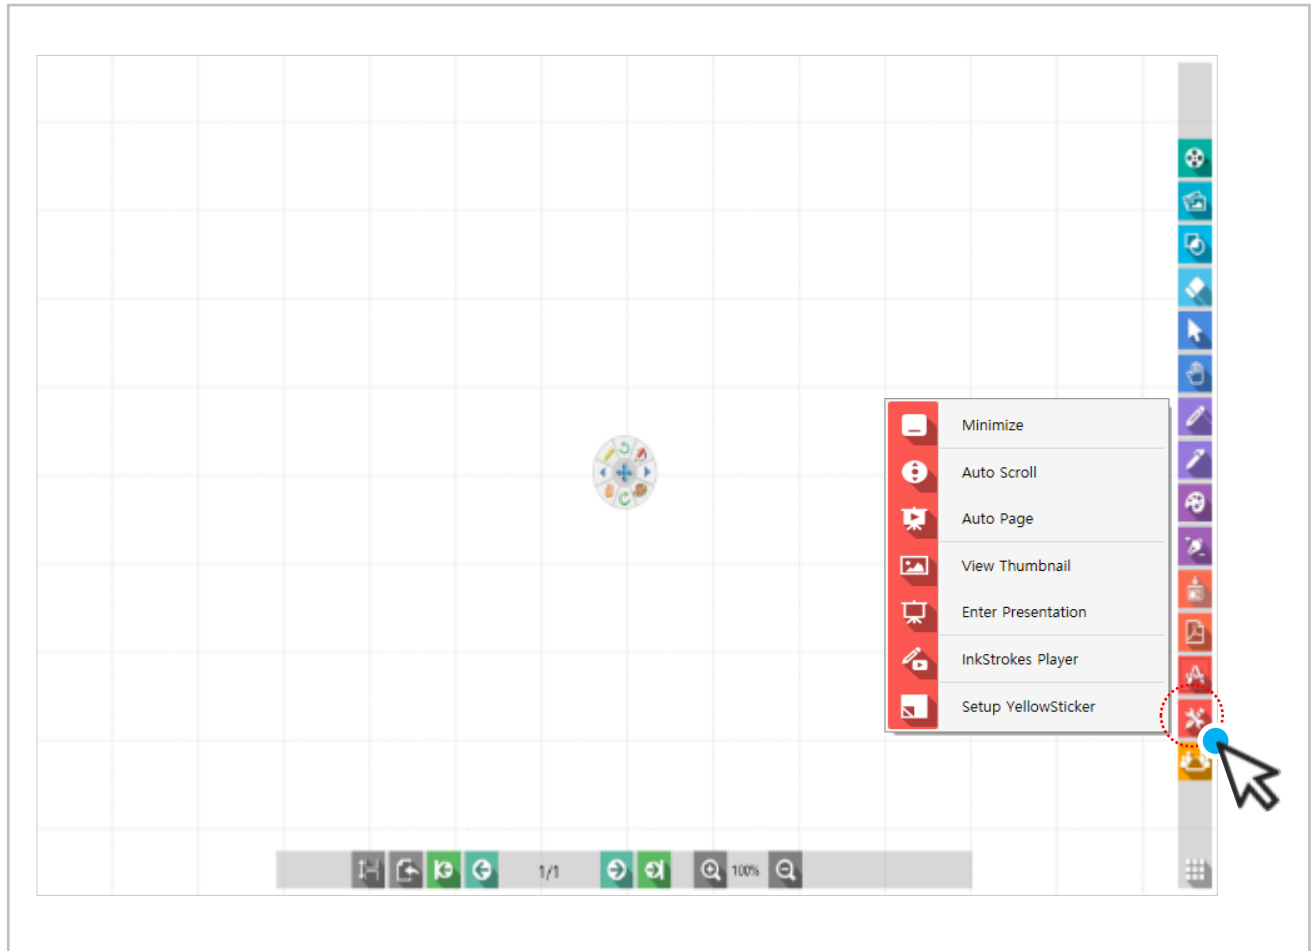 Minimize
Auto Scroll
Auto Page
View Thumbnail
Enter Presentation
InkStrokes Player
Setup YellowSticker
1/1
100%